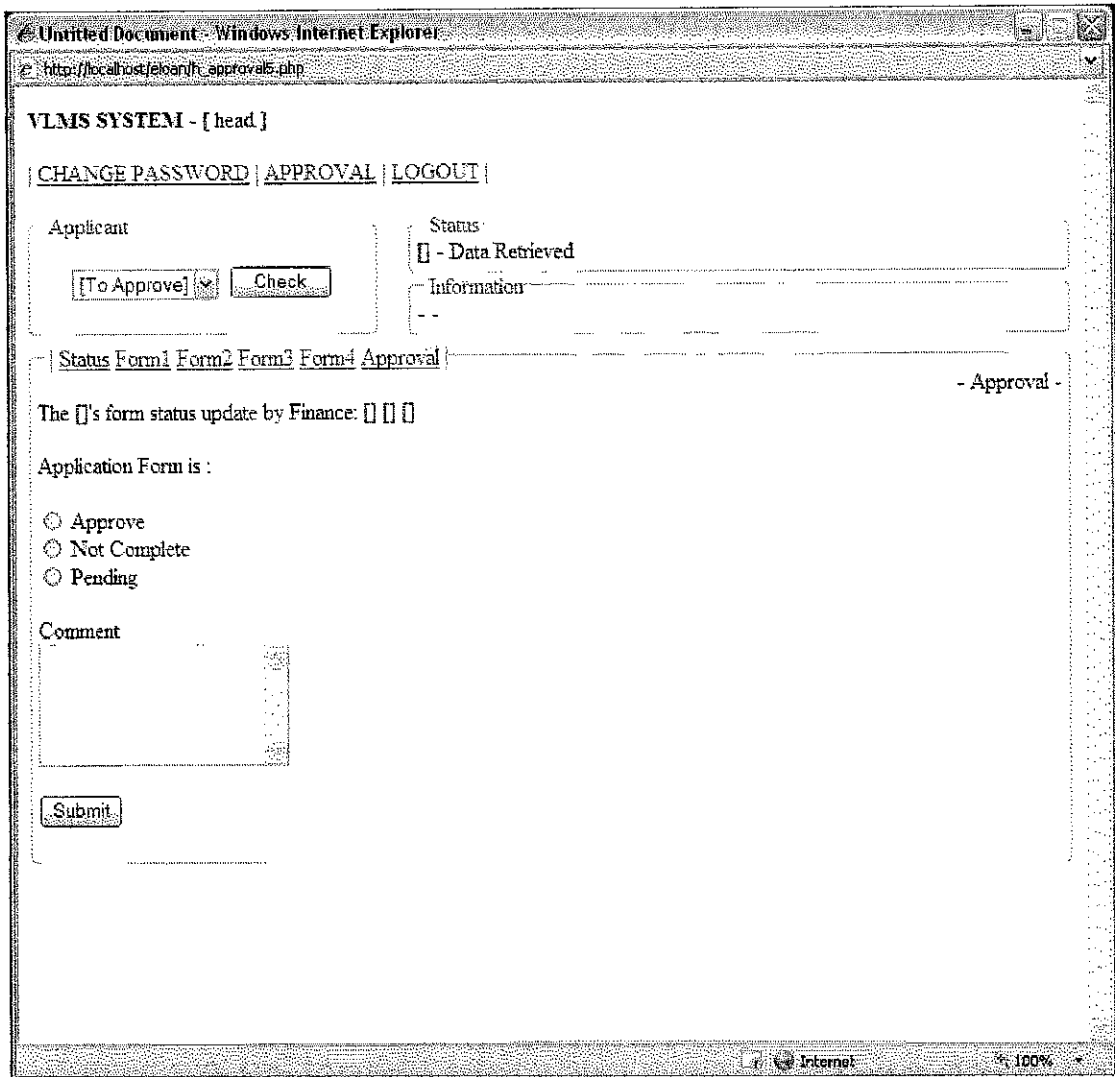 Untitled Document - Windows Internet Explorer
http://localhost/eloan/h_approval5.php
VLMS SYSTEM - [ head ]
| CHANGE PASSWORD | APPROVAL | LOGOUT |
Applicant
[To Approve] Check
Status
[] - Data Retrieved
Information
- -
| Status Form1 Form2 Form3 Form4 Approval |
- Approval -
The []'s form status update by Finance: [] [] []
Application Form is :
Approve
Not Complete
Pending
Comment
Submit
Internet 100%